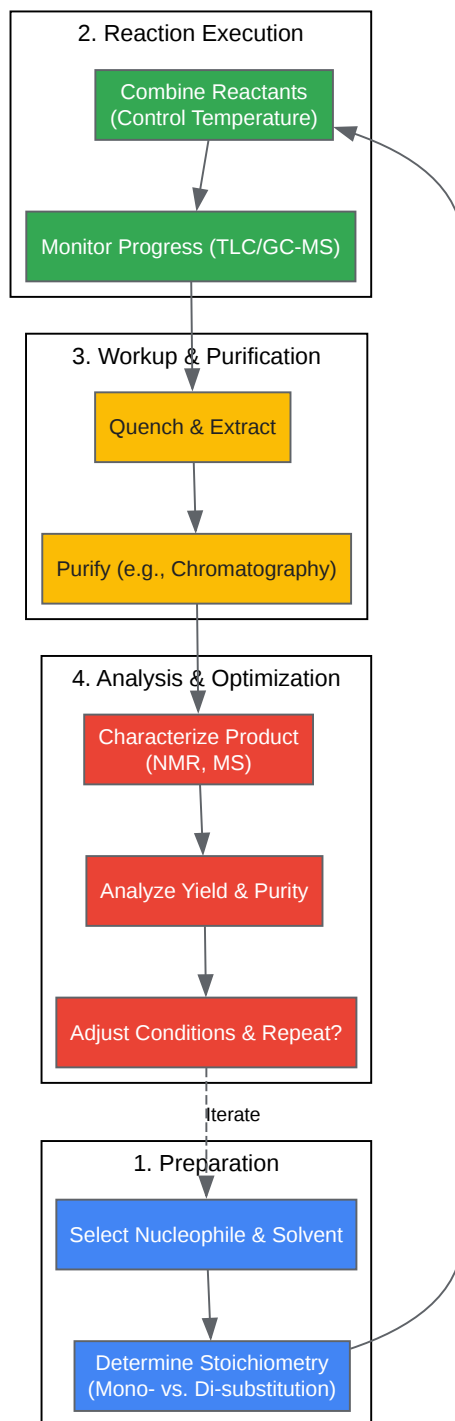 2. Reaction Execution
Combine Reactants
(Control Temperature)
Monitor Progress (TLC/GC-MS)
3. Workup & Purification
Quench & Extract
Purify (e.g., Chromatography)
4. Analysis & Optimization
Characterize Product
(NMR, MS)
Analyze Yield & Purity
Adjust Conditions & Repeat?
Iterate
1. Preparation
Select Nucleophile & Solvent
Determine Stoichiometry
(Mono- vs. Di-substitution)